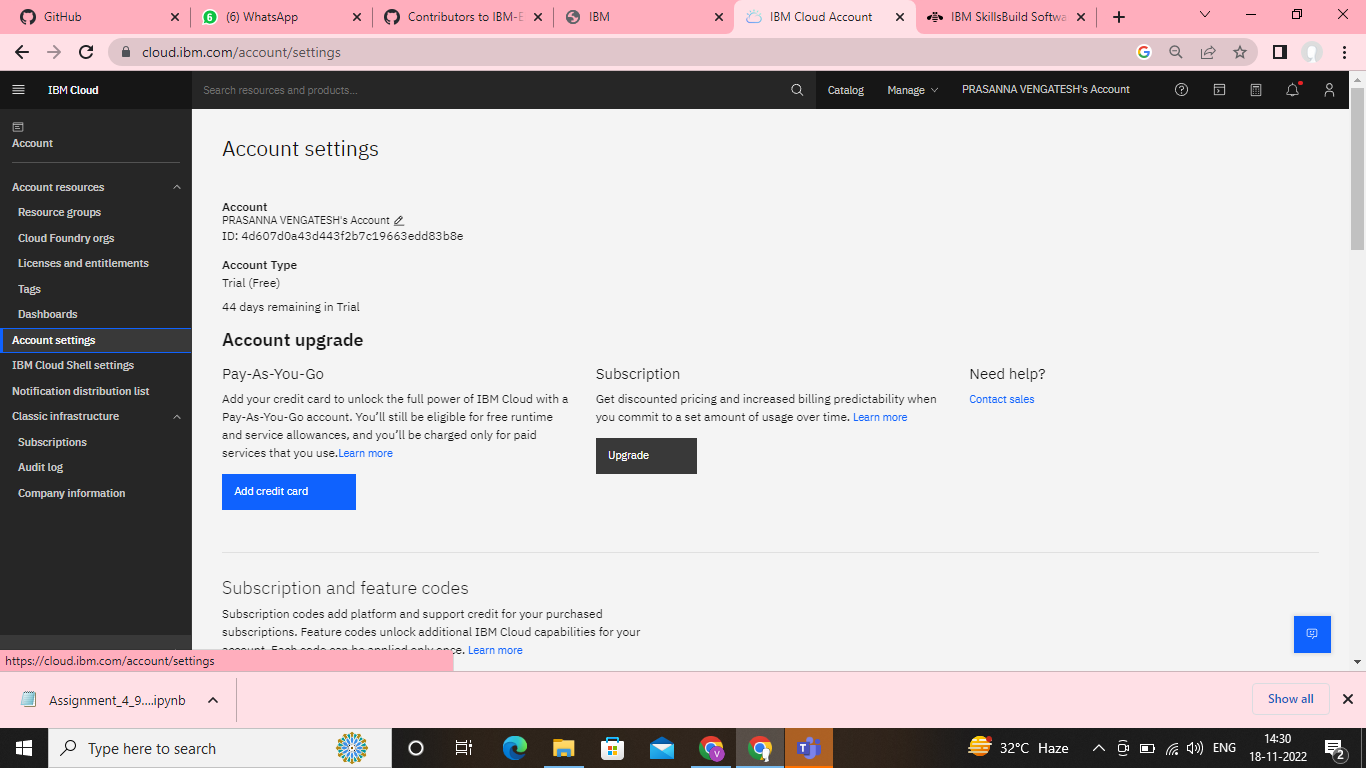 GitHub
(6) WhatsApp
Contributors to IBM-E
IBM
IBM Cloud Account
IBM SkillsBuild Softwa
cloud.ibm.com/account/settings
IBM Cloud
Search resources and products...
Catalog
Manage
PRASANNA VENGATESH's Account
Account
Account resources
Resource groups
Cloud Foundry orgs
Licenses and entitlements
Tags
Dashboards
Account settings
IBM Cloud Shell settings
Notification distribution list
Classic infrastructure
Subscriptions
Audit log
Company information
Account settings
Account
PRASANNA VENGATESH's Account
ID: 4d607d0a43d443f2b7c19663edd83b8e
Account Type
Trial (Free)
44 days remaining in Trial
Account upgrade
Pay-As-You-Go
Add your credit card to unlock the full power of IBM Cloud with a
Pay-As-You-Go account. You’ll still be eligible for free runtime
and service allowances, and you’ll be charged only for paid
services that you use.Learn more
Add credit card
Subscription
Get discounted pricing and increased billing predictability when
you commit to a set amount of usage over time. Learn more
Upgrade
Need help?
Contact sales
Subscription and feature codes
Subscription codes add platform and support credit for your purchased
subscriptions. Feature codes unlock additional IBM Cloud capabilities for your
account. Each code can be applied only once. Learn more
https://cloud.ibm.com/account/settings
Assignment_4_9....ipynb
Show all
Type here to search
32°C Haze
ENG
14:30
18-11-2022
2